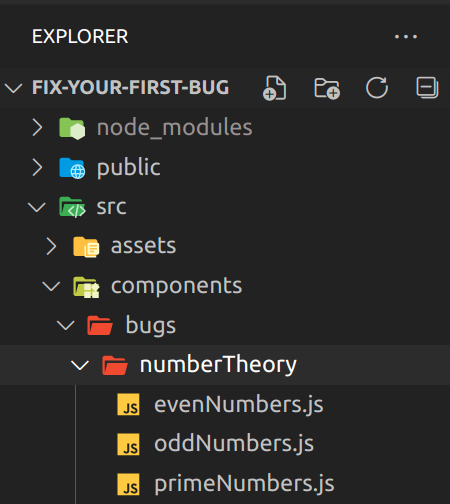 EXPLORER
FIX-YOUR-FIRST-BUG
node_modules
public
src
assets
components
bugs
numberTheory
JS evenNumbers.js
JS oddNumbers.js
JS primeNumbers.js